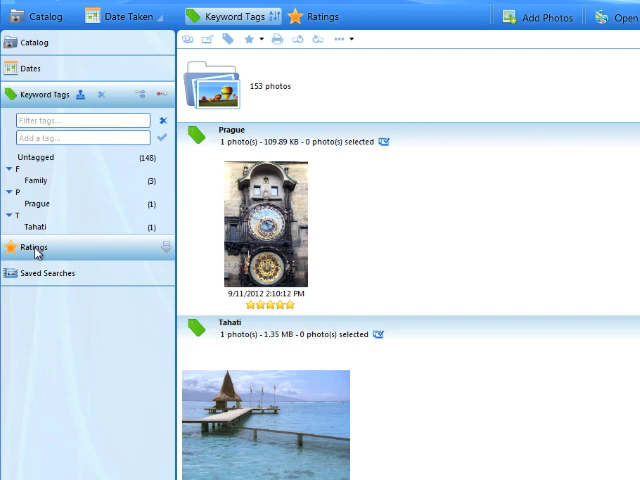 Catalog Date Taken Keyword Tags Ratings Add Photos Open
Catalog
Dates
Keyword Tags
Filter tags...
Add a tag...
Untagged (148)
F
Family (3)
P
Prague (1)
T
Tahati (1)
Ratings
Saved Searches
153 photos
Prague
1 photo(s) - 109.89 KB - 0 photo(s) selected
9/11/2012 2:10:12 PM
Tahati
1 photo(s) - 1.35 MB - 0 photo(s) selected